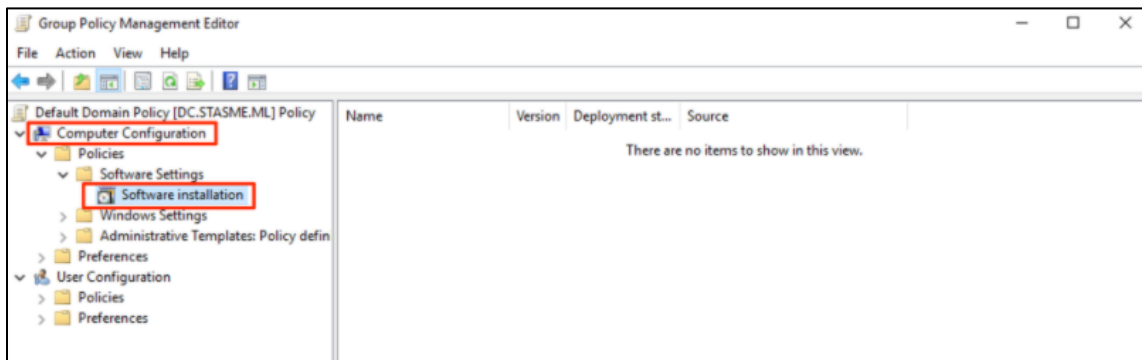 Group Policy Management Editor
File Action View Help
Default Domain Policy [DC.STASME.ML] Policy
Computer Configuration
Policies
Software Settings
Software installation
Windows Settings
Administrative Templates: Policy defin
Preferences
User Configuration
Policies
Preferences
Name Version Deployment st... Source
There are no items to show in this view.